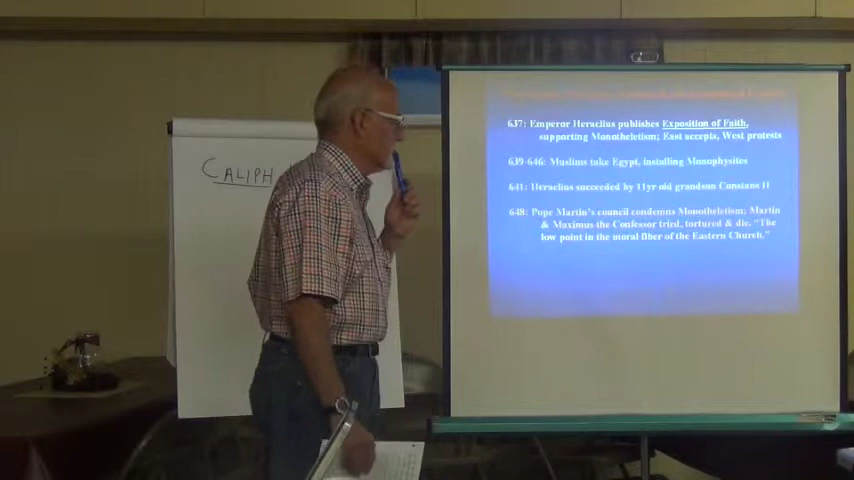 CALIPH
637: Emperor Heraclius publishes Exposition of Faith,
supporting Monotheletism; East accepts, West protests
639-646: Muslims take Egypt, installing Monophysites
641: Heraclius succeeded by 11yr old grandson Constans II
648: Pope Martin's council condemns Monotheletism; Martin
& Maximus the Confessor tried, tortured & die. "The
low point in the moral fiber of the Eastern Church."